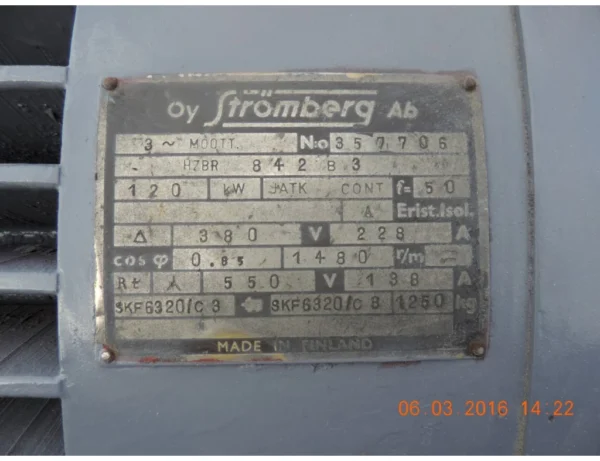 Oy Strömberg Ab
3 ~ MOOTT. N:o 357706
- HZBR 842 B3
120 kW JATK CONT f= 50
A Erist.Isol.
Δ 380 V 228 A
cos φ 0.85 1480 r/m
Rt 人 550 V 138 A
SKF6320/C3 SKF6320/C3 1250 kg
MADE IN FINLAND
06.03.2016 14:22